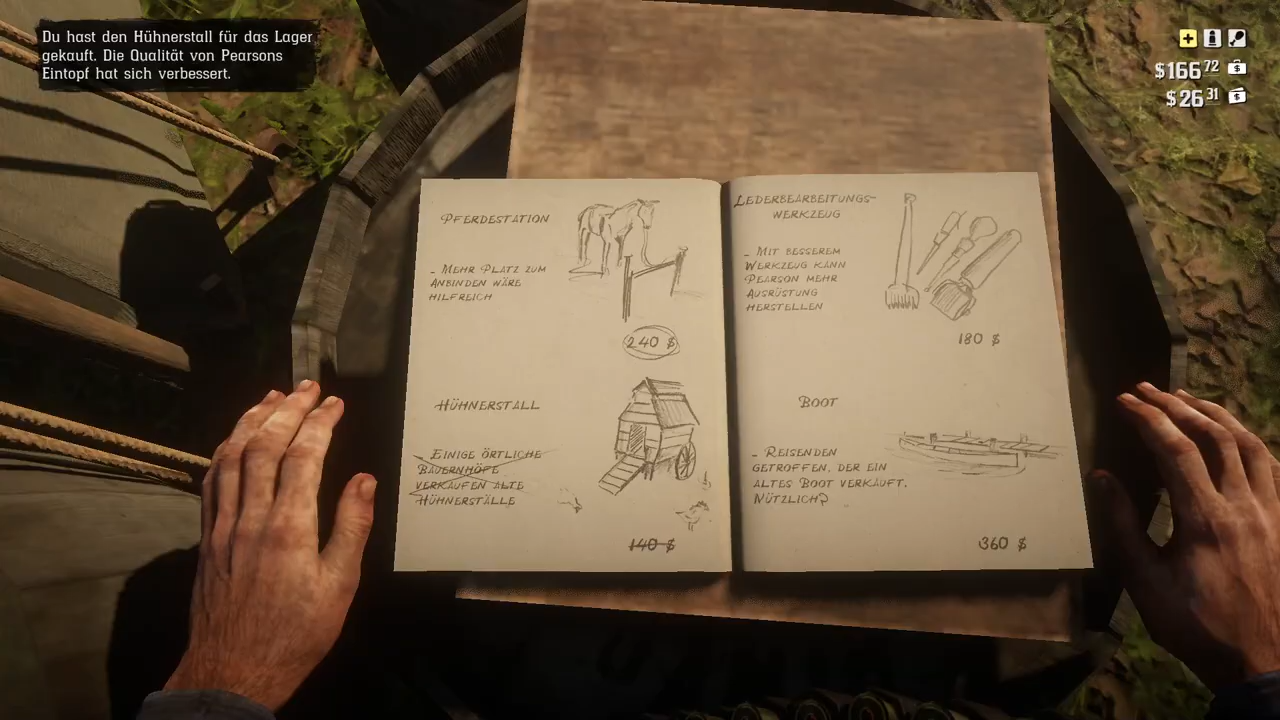 Du hast den Hühnerstall für das Lager
gekauft. Die Qualität von Pearsons
Eintopf hat sich verbessert.
$166 72
$26 31
PFERDESTATION
- MEHR PLATZ ZUM
ANBINDEN WÄRE
HILFREICH
240 $
HÜHNERSTALL
- EINIGE ÖRTLICHE
BAUERNHÖFE
VERKAUFEN ALTE
HÜHNERSTÄLLE
140 $
LEDERBEARBEITUNGS-
WERKZEUG
- MIT BESSEREM
WERKZEUG KANN
PEARSON MEHR
AUSRÜSTUNG
HERSTELLEN
180 $
BOOT
- REISENDEN
GETROFFEN, DER EIN
ALTES BOOT VERKAUFT.
NÜTZLICH?
360 $